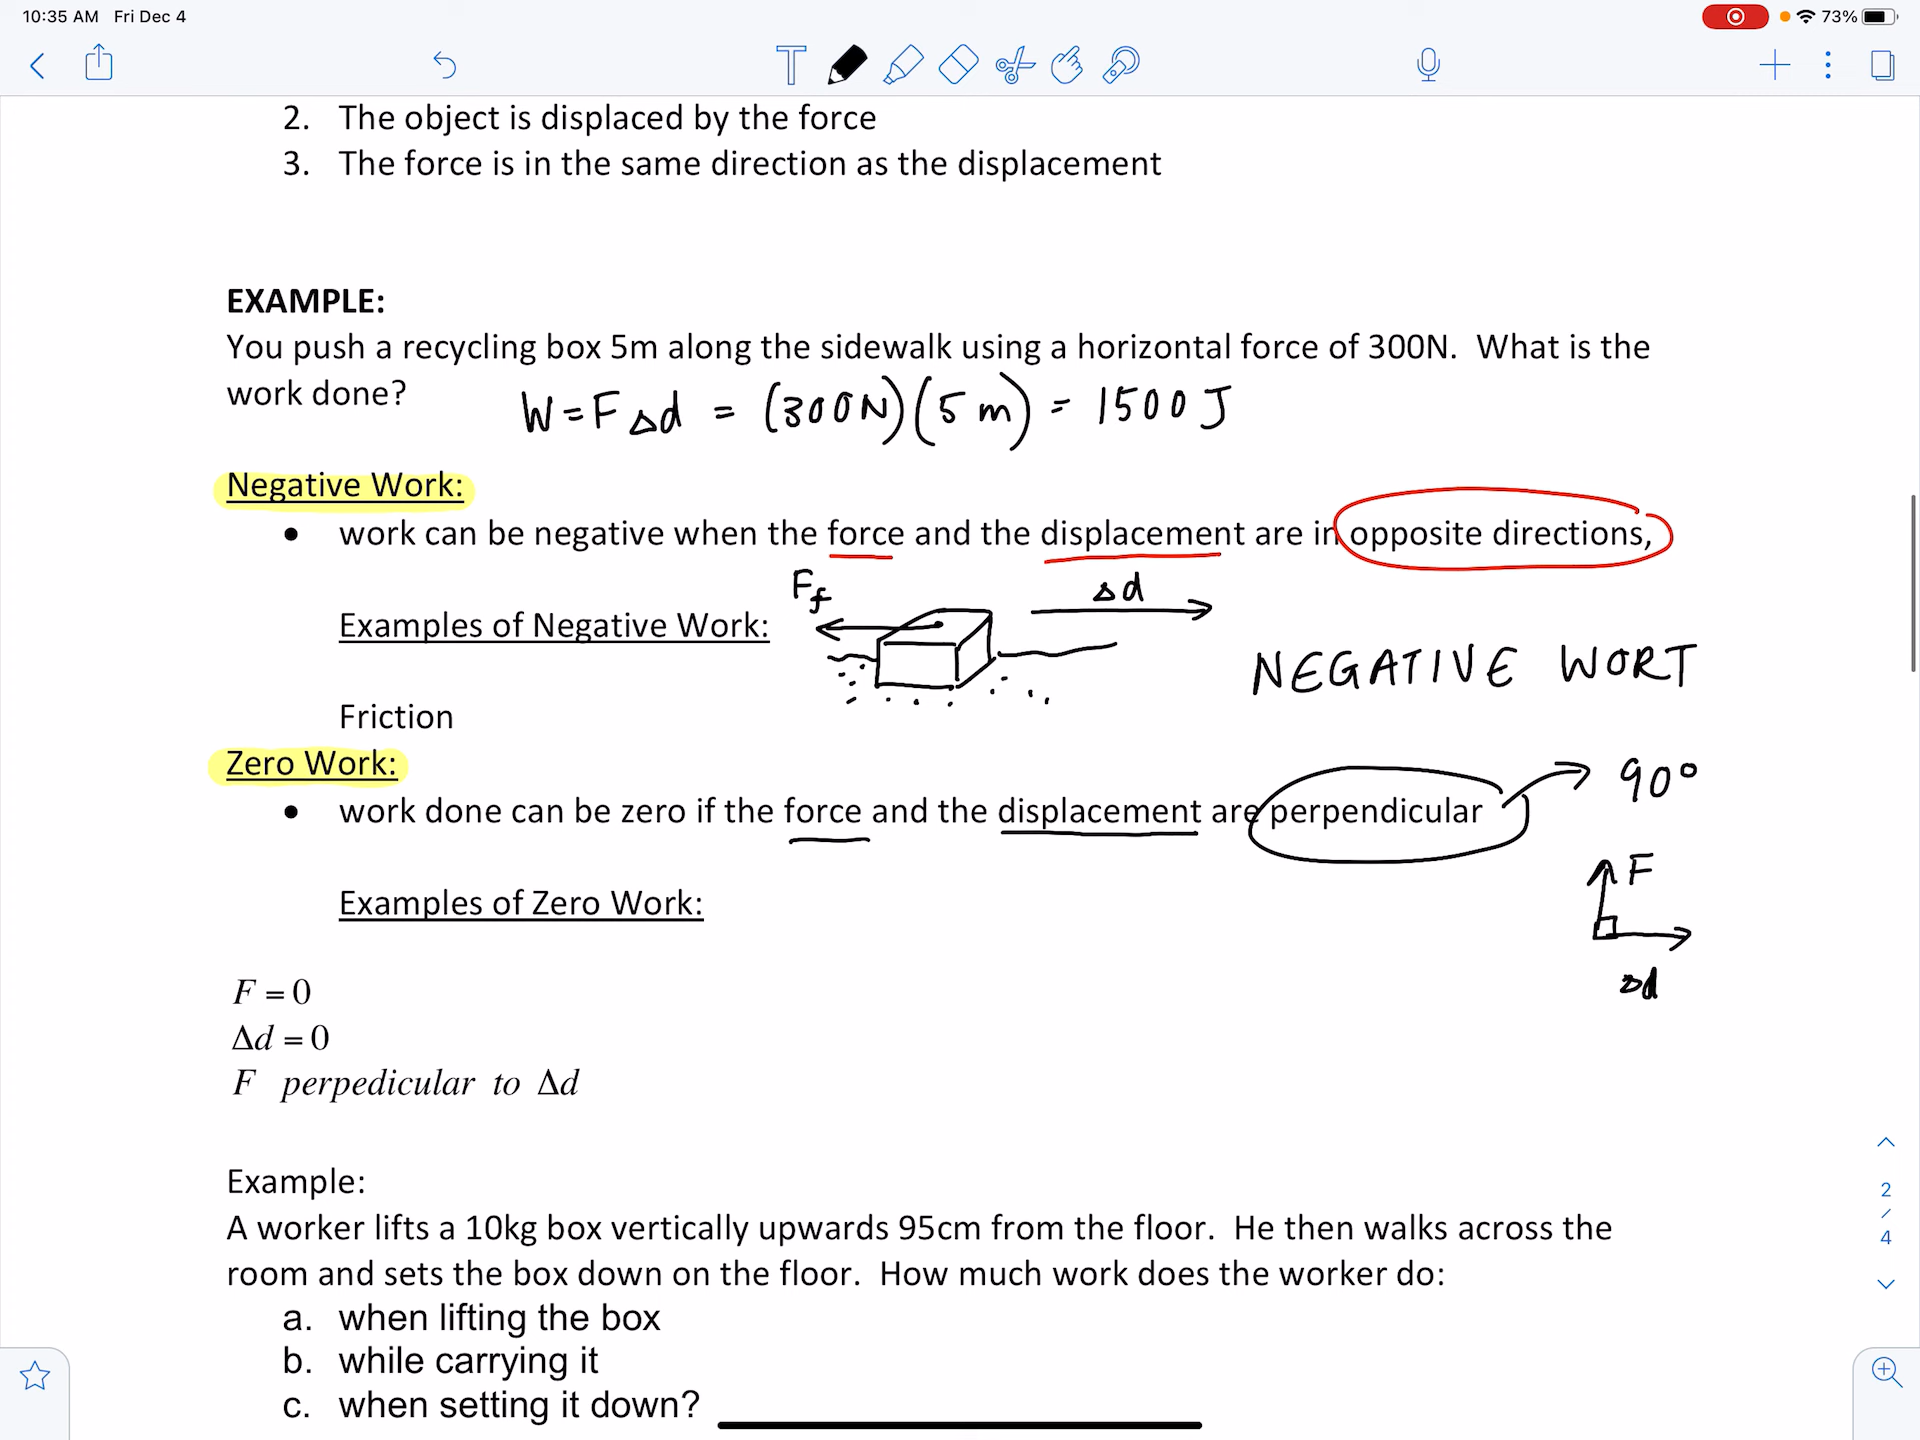 10:35 AM Fri Dec 4
73%
2. The object is displaced by the force
3. The force is in the same direction as the displacement
EXAMPLE:
You push a recycling box 5m along the sidewalk using a horizontal force of 300N. What is the
work done?
W = F Δd = (300N)(5m) = 1500 J
Negative Work:
• work can be negative when the force and the displacement are in opposite directions,
Ff
Δd
Examples of Negative Work:
NEGATIVE WORT
Friction
Zero Work:
90°
• work done can be zero if the force and the displacement are perpendicular
F
Examples of Zero Work:
Δd
F = 0
Δd = 0
F perpedicular to Δd
Example:
A worker lifts a 10kg box vertically upwards 95cm from the floor. He then walks across the
room and sets the box down on the floor. How much work does the worker do:
a. when lifting the box
b. while carrying it
c. when setting it down?
2
/
4